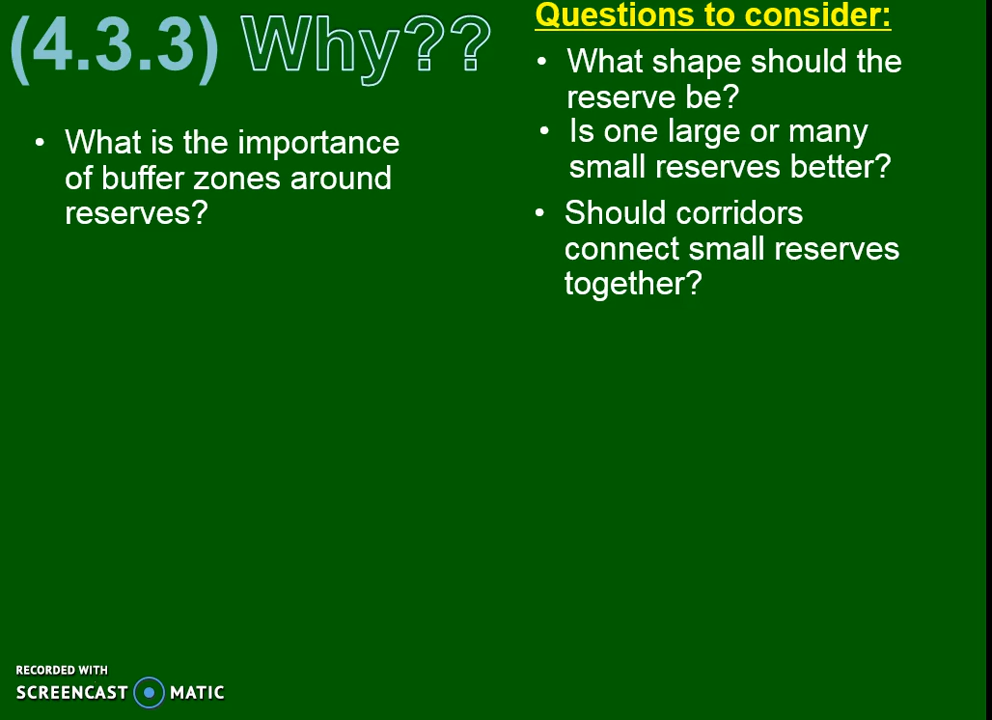 (4.3.3) Why??
• What is the importance
of buffer zones around
reserves?
Questions to consider:
• What shape should the
reserve be?
• Is one large or many
small reserves better?
• Should corridors
connect small reserves
together?
RECORDED WITH
SCREENCAST MATIC